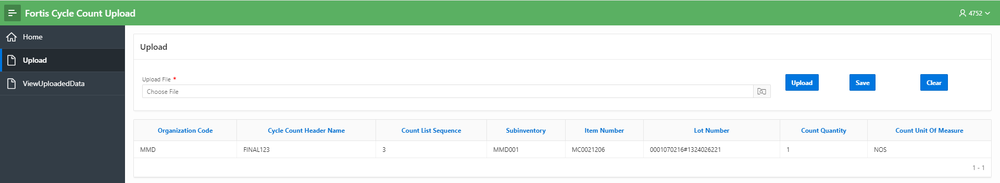 Fortis Cycle Count Upload
4752
Home
Upload
ViewUploadedData
Upload
Upload File *
Choose File
Upload Save Clear
Organization Code Cycle Count Header Name Count List Sequence Subinventory Item Number Lot Number Count Quantity Count Unit Of Measure
MMD FINAL123 3 MMD001 MC0021206 0001070216#1324026221 1 NOS
1 - 1